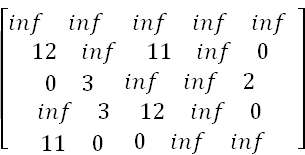 inf inf inf inf inf
12 inf 11 inf 0
0 3 inf inf 2
inf 3 12 inf 0
11 0 0 inf inf